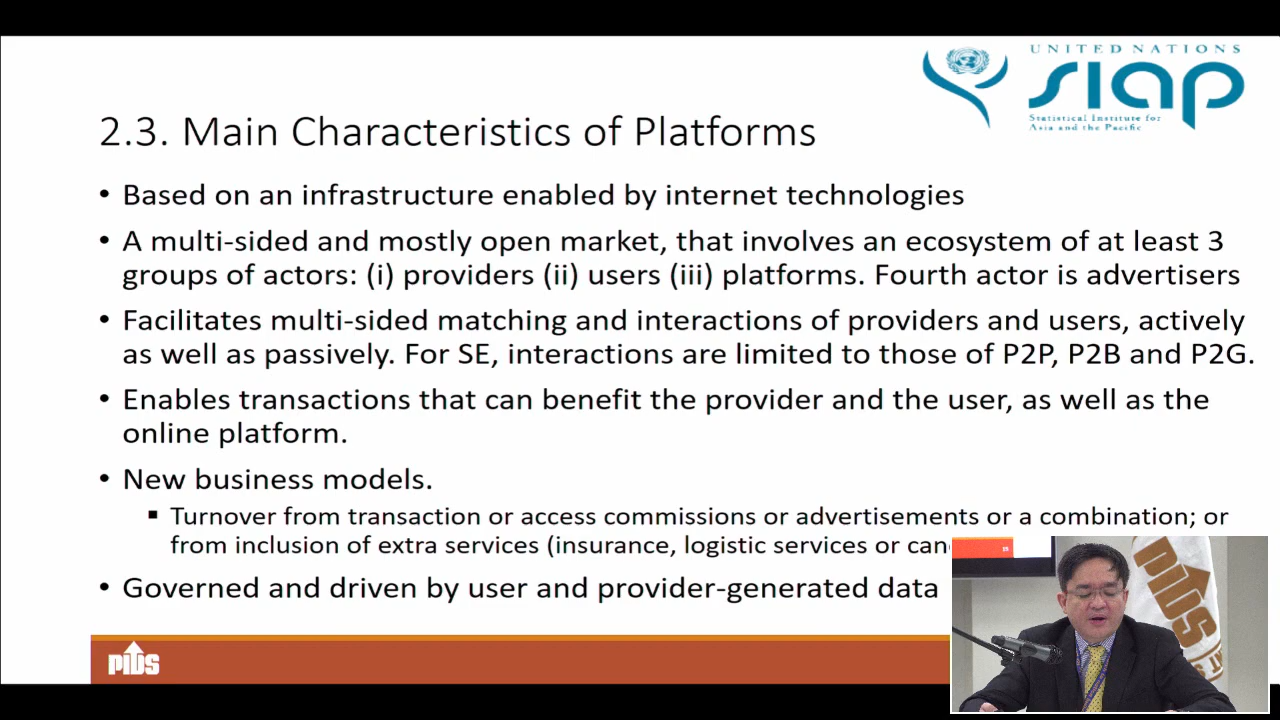 UNITED NATIONS
SIAP
Statistical Institute for
Asia and the Pacific
2.3. Main Characteristics of Platforms
• Based on an infrastructure enabled by internet technologies
• A multi-sided and mostly open market, that involves an ecosystem of at least 3
groups of actors: (i) providers (ii) users (iii) platforms. Fourth actor is advertisers
• Facilitates multi-sided matching and interactions of providers and users, actively
as well as passively. For SE, interactions are limited to those of P2P, P2B and P2G.
• Enables transactions that can benefit the provider and the user, as well as the
online platform.
• New business models.
▪ Turnover from transaction or access commissions or advertisements or a combination; or
from inclusion of extra services (insurance, logistic services or can
• Governed and driven by user and provider-generated data
PIDS
PIDS